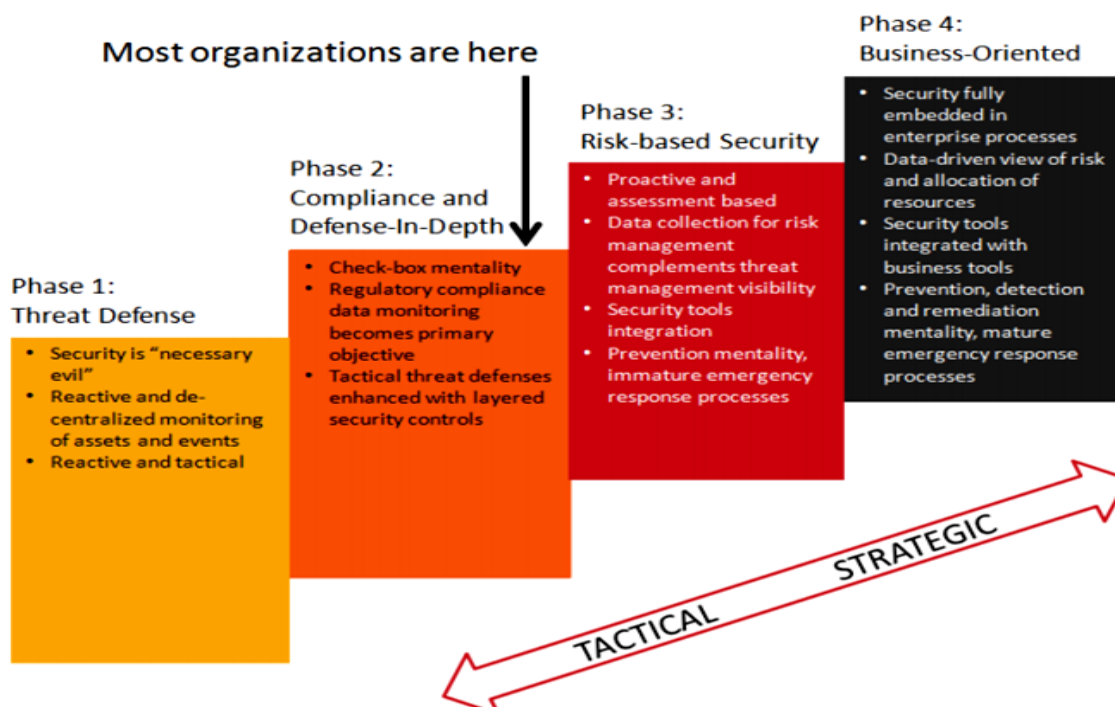 Most organizations are here
Phase 1:
Threat Defense
• Security is “necessary
evil”
• Reactive and de-
centralized monitoring
of assets and events
• Reactive and tactical
Phase 2:
Compliance and
Defense-In-Depth
• Check-box mentality
• Regulatory compliance
data monitoring
becomes primary
objective
• Tactical threat defenses
enhanced with layered
security controls
Phase 3:
Risk-based Security
• Proactive and
assessment based
• Data collection for risk
management
complements threat
management visibility
• Security tools
integration
• Prevention mentality,
immature emergency
response processes
Phase 4:
Business-Oriented
• Security fully
embedded in
enterprise processes
• Data-driven view of risk
and allocation of
resources
• Security tools
integrated with
business tools
• Prevention, detection
and remediation
mentality, mature
emergency response
processes
TACTICAL
STRATEGIC